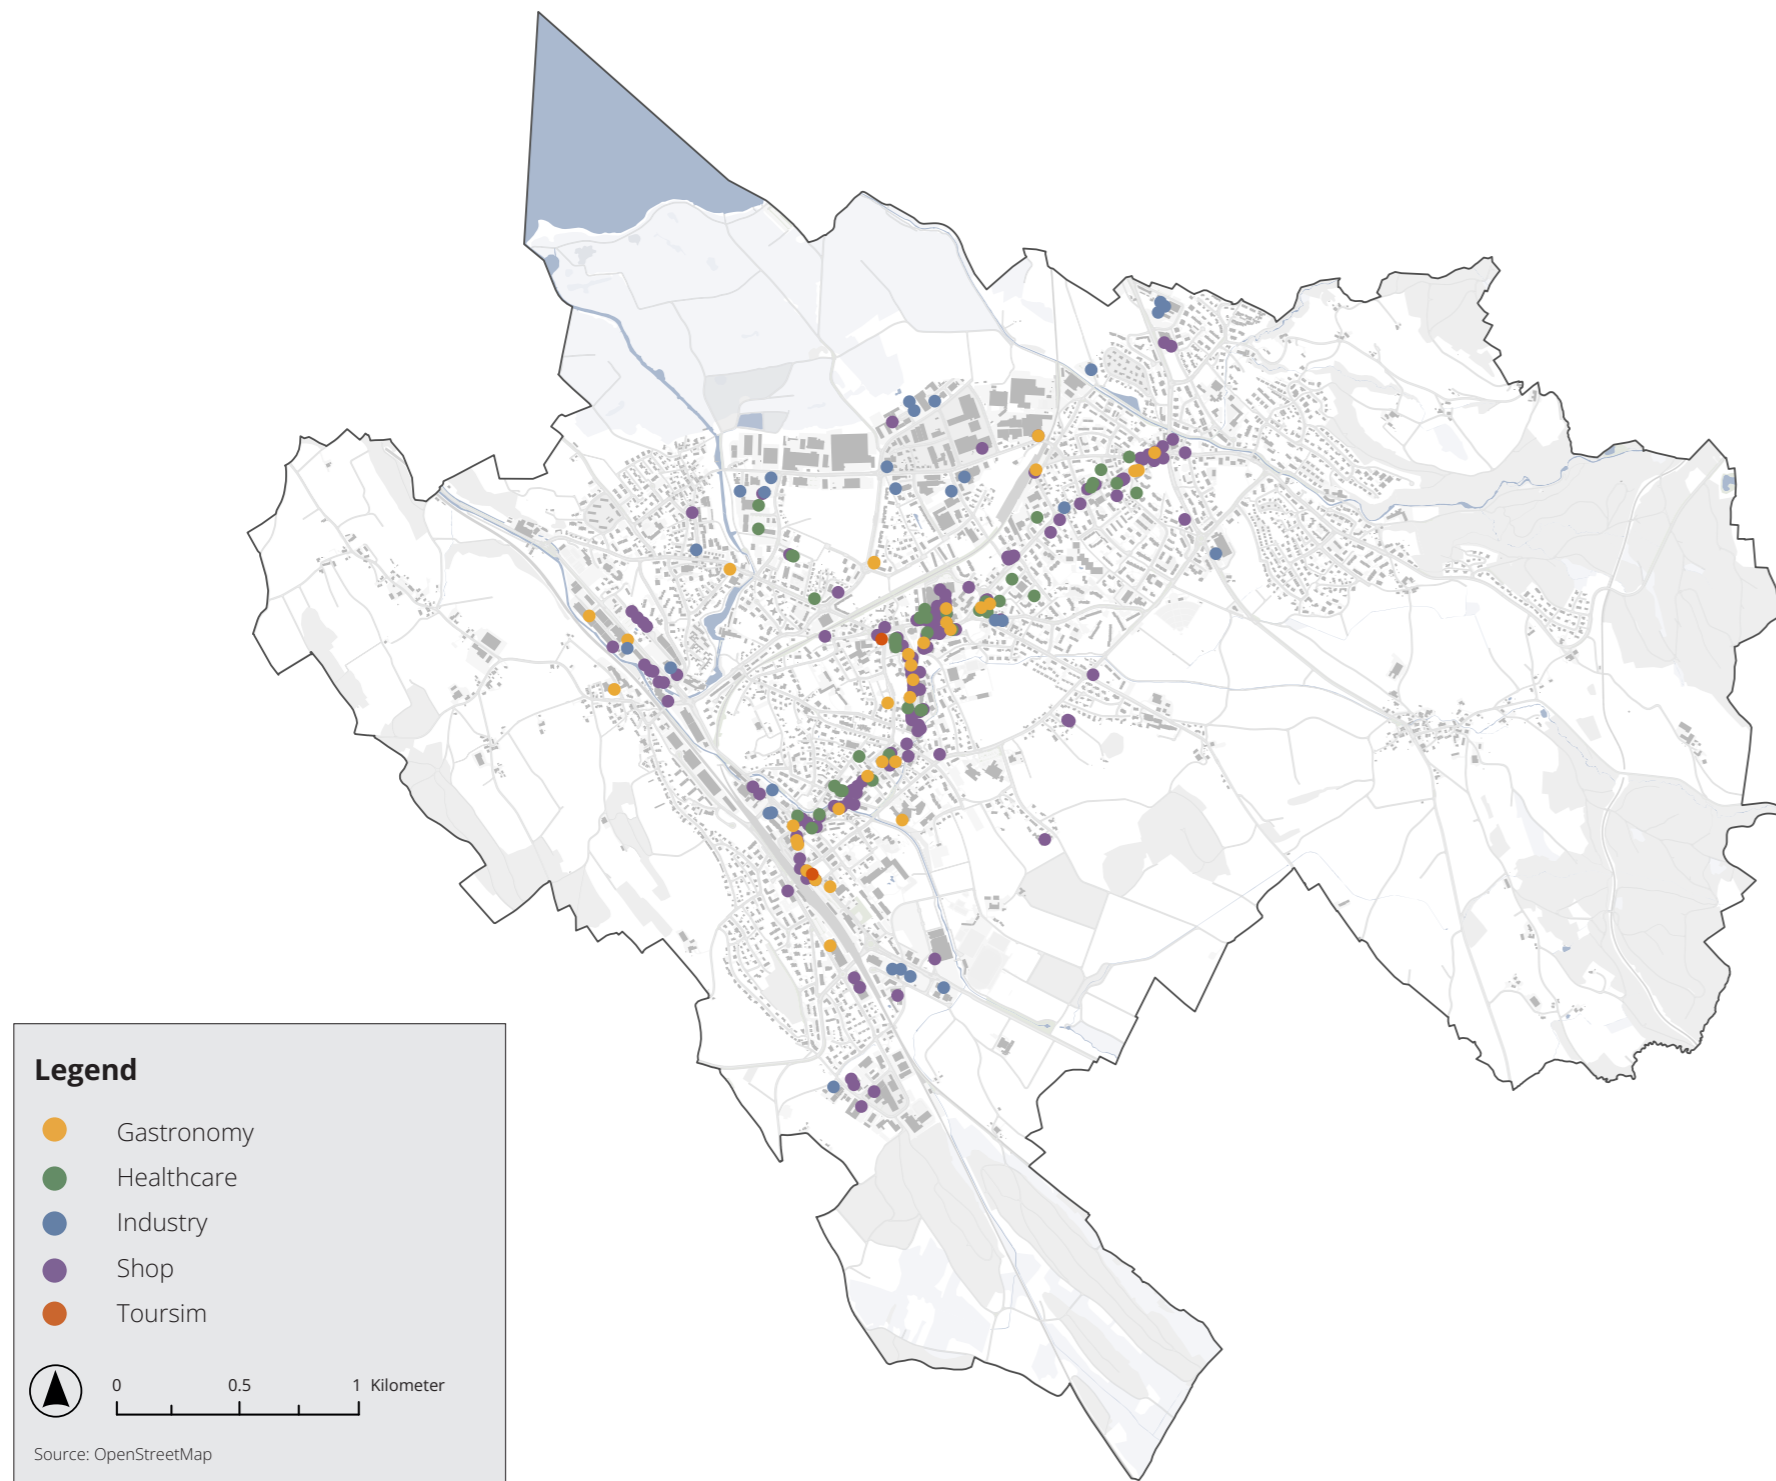 Legend
Gastronomy
Healthcare
Industry
Shop
Toursim
0 0.5 1 Kilometer
Source: OpenStreetMap